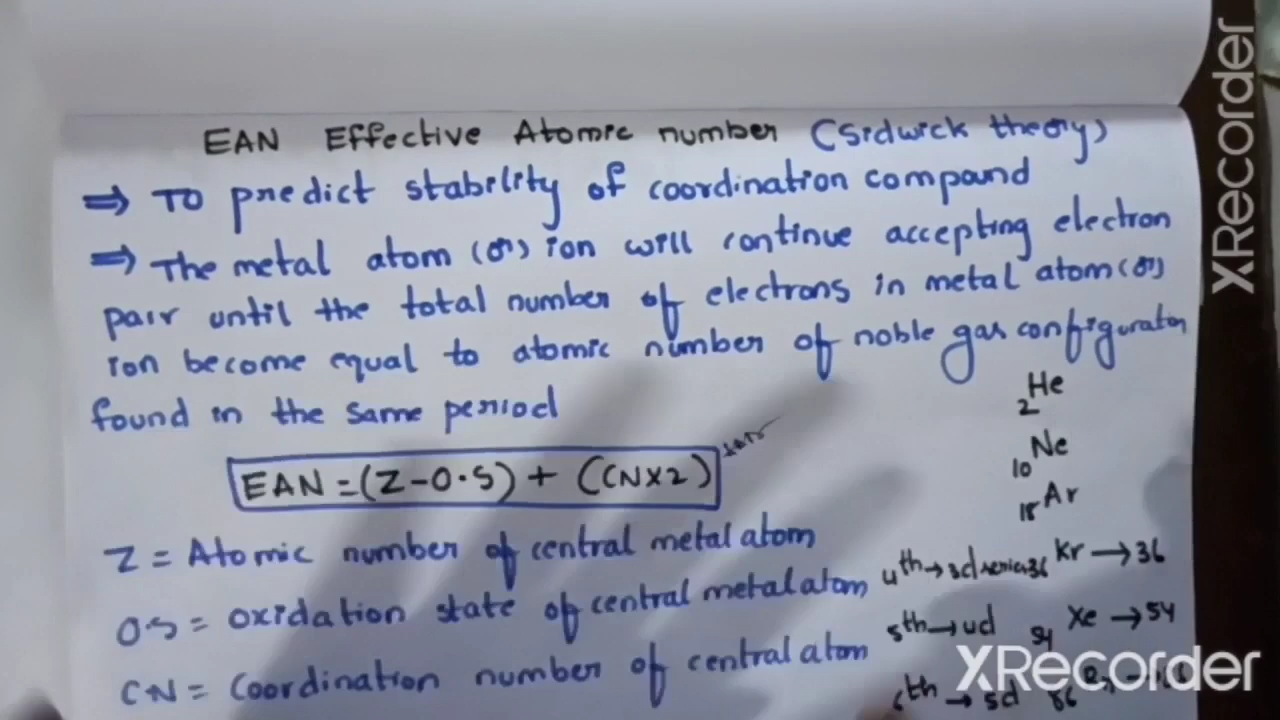 EAN Effective Atomic number (Sidwick theory)
⇒ To predict stability of coordination compound
⇒ The metal atom (or) ion will continue accepting electron
pair until the total number of electrons in metal atom (or)
ion become equal to atomic number of noble gas configuration
found in the same period
EAN = (Z-O.S) + (CN×2)
Z = Atomic number of central metal atom
OS = oxidation state of central metal atom
CN = Coordination number of central atom
2He
10Ne
18Ar
4th → 3d series 36Kr → 36
5th → 4d 54 Xe → 54
6th → 5d 86 Rn →
XRecorder
XRecorder